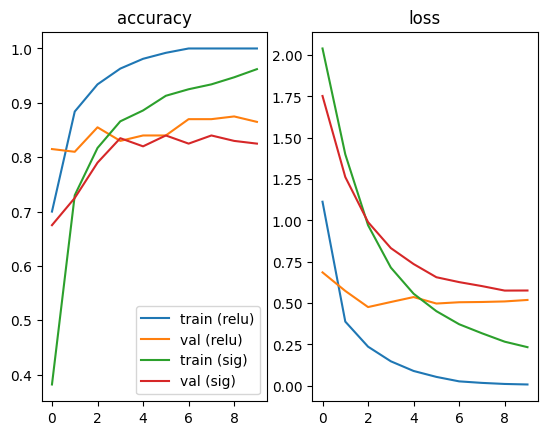 accuracy
1.0
0.9
0.8
0.7
0.6
0.5
0.4
0 2 4 6 8
train (relu)
val (relu)
train (sig)
val (sig)
loss
2.00
1.75
1.50
1.25
1.00
0.75
0.50
0.25
0.00
0 2 4 6 8